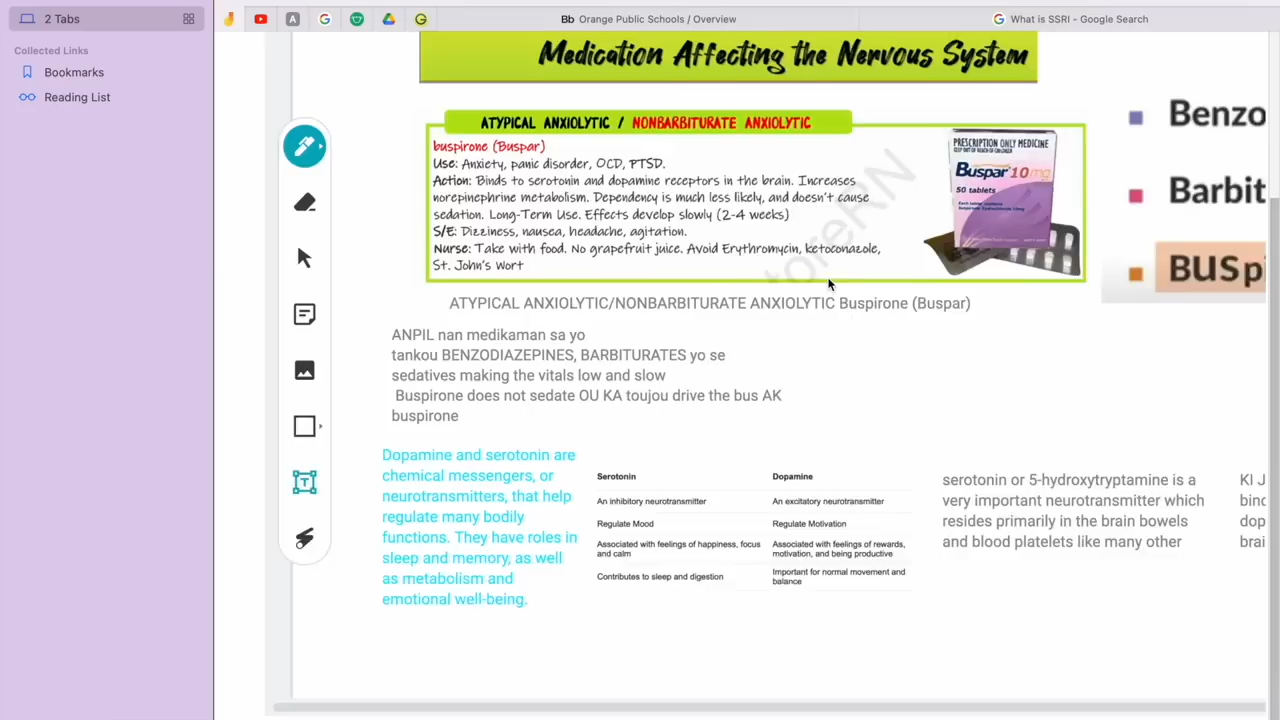 2 Tabs
Collected Links
Bookmarks
Reading List
A
G
Bb Orange Public Schools / Overview
G What is SSRI - Google Search
Medication Affecting the Nervous System
ATYPICAL ANXIOLYTIC / NONBARBITURATE ANXIOLYTIC
buspirone (Buspar)
Use: Anxiety, panic disorder, OCD, PTSD.
Action: Binds to serotonin and dopamine receptors in the brain. Increases
norepinephrine metabolism. Dependency is much less likely, and doesn't cause
sedation. Long-Term Use. Effects develop slowly (2-4 weeks)
S/E: Dizziness, nausea, headache, agitation.
Nurse: Take with food. No grapefruit juice. Avoid Erythromycin, ketoconazole,
St. John's Wort
toreRN
PRESCRIPTION ONLY MEDICINE
KEEP OUT OF REACH OF CHILDREN
Buspar 10 mg
50 tablets
Benzo
Barbit
BUSp
ATYPICAL ANXIOLYTIC/NONBARBITURATE ANXIOLYTIC Buspirone (Buspar)
ANPIL nan medikaman sa yo
tankou BENZODIAZEPINES, BARBITURATES yo se
sedatives making the vitals low and slow
Buspirone does not sedate OU KA toujou drive the bus AK
buspirone
Dopamine and serotonin are
chemical messengers, or
neurotransmitters, that help
regulate many bodily
functions. They have roles in
sleep and memory, as well
as metabolism and
emotional well-being.
Serotonin Dopamine
An inhibitory neurotransmitter An excitatory neurotransmitter
Regulate Mood Regulate Motivation
Associated with feelings of happiness, focus Associated with feelings of rewards,
and calm motivation, and being productive
Contributes to sleep and digestion Important for normal movement and
balance
serotonin or 5-hydroxytryptamine is a
very important neurotransmitter which
resides primarily in the brain bowels
and blood platelets like many other
KI J
bind
dop
brai
T